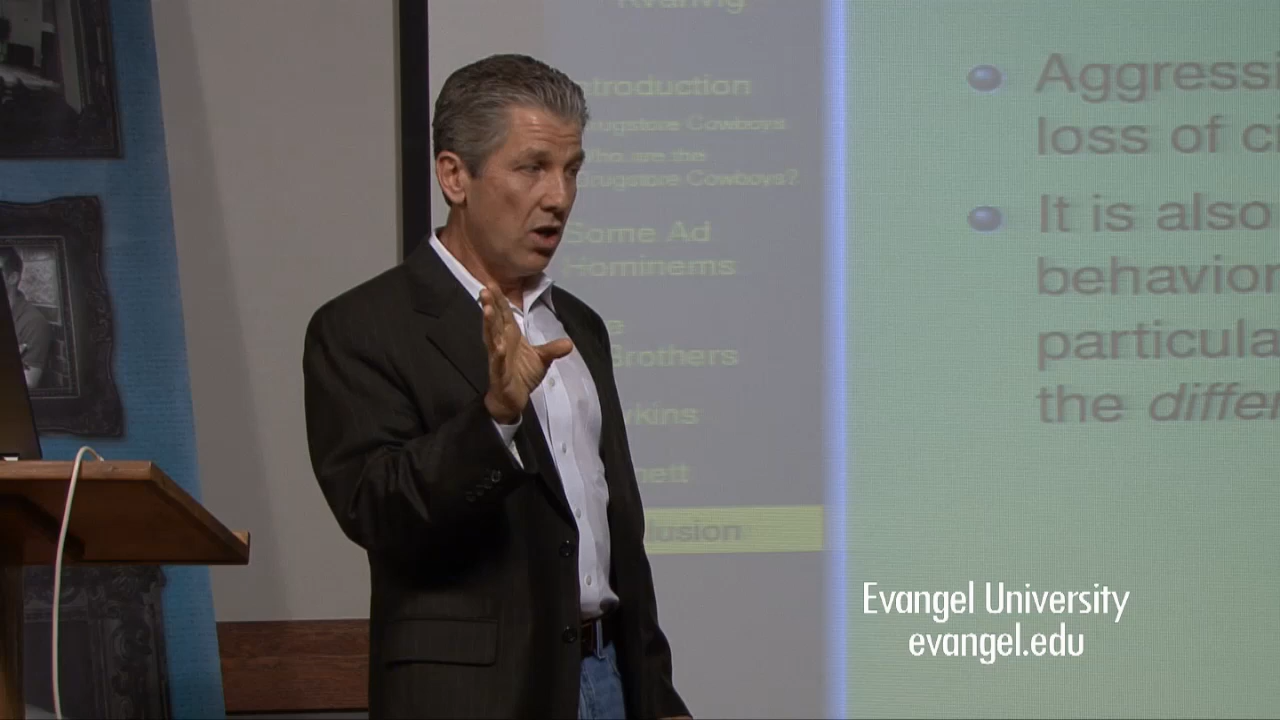 Kvanvig
Introduction
Drugstore Cowboys
Who are the
Drugstore Cowboys?
Some Ad
Hominems
Brothers
kins
nett
lusion
Aggressi
loss of ci
It is also
behavior
particula
the differ
Evangel University
evangel.edu